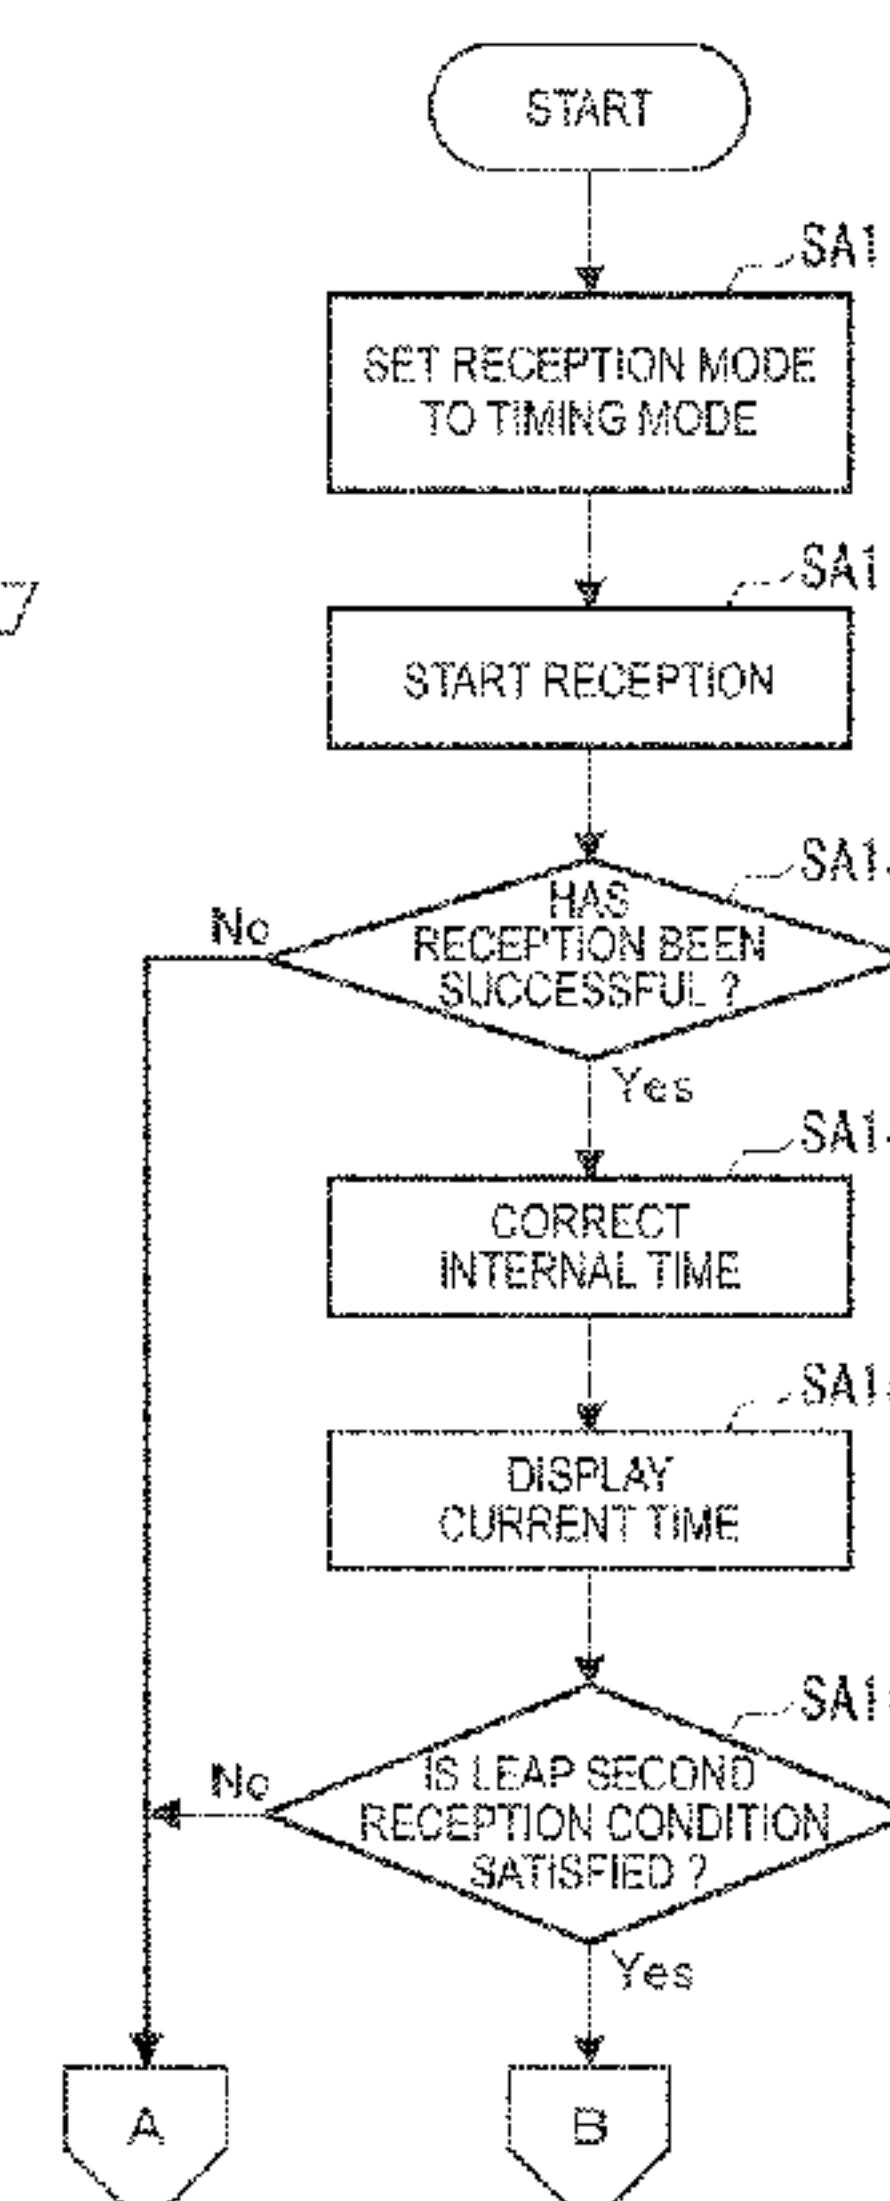 START
SA1
SET RECEPTION MODE
TO TIMING MODE
SA1
START RECEPTION
SA1
HAS
RECEPTION BEEN
SUCCESSFUL ?
No
Yes
SA1
CORRECT
INTERNAL TIME
SA1
DISPLAY
CURRENT TIME
SA1
IS LEAP SECOND
RECEPTION CONDITION
SATISFIED ?
No
Yes
A
B